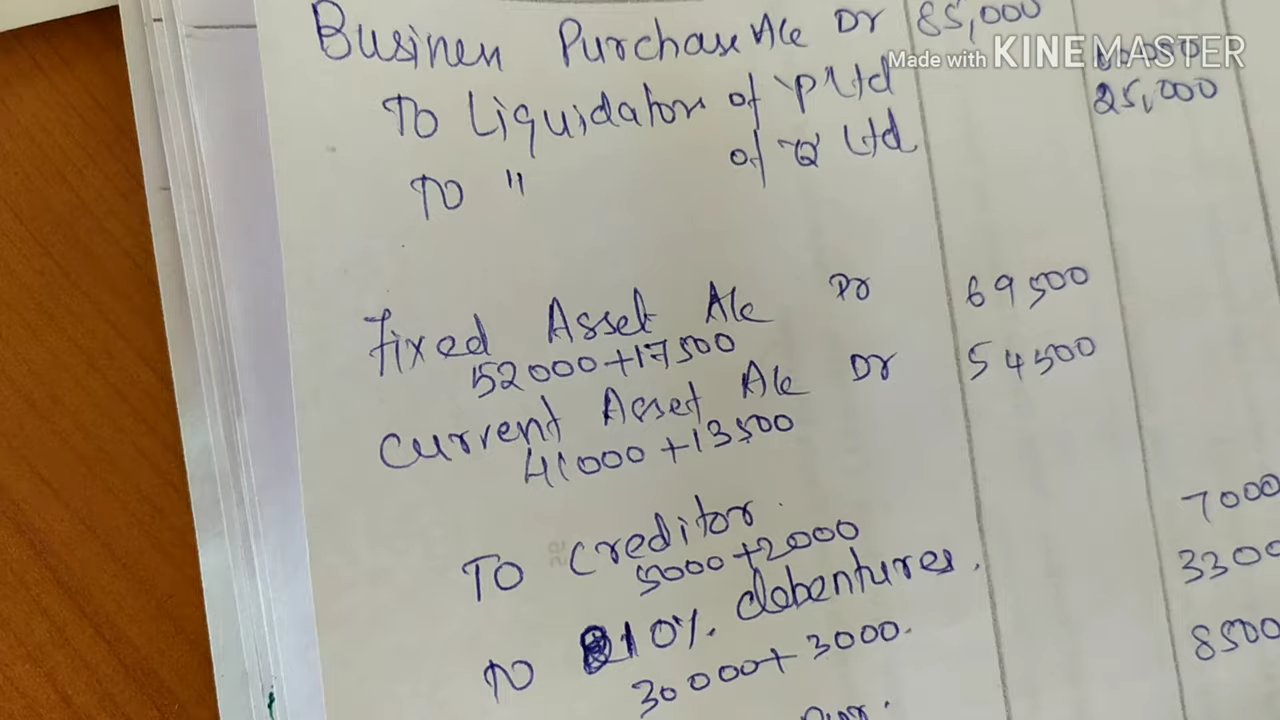 Business Purchase A/c Dr 85,000
Made with KINEMASTER
To Liquidator of P Ltd
25,000
To " of Q Ltd
Fixed Asset A/c Dr 69500
52000+17500
Current Asset A/c Dr 54500
41000+13500
To Creditor. 7000
5000+2000
To 10%. debentures. 3300
30000+3000.
8500